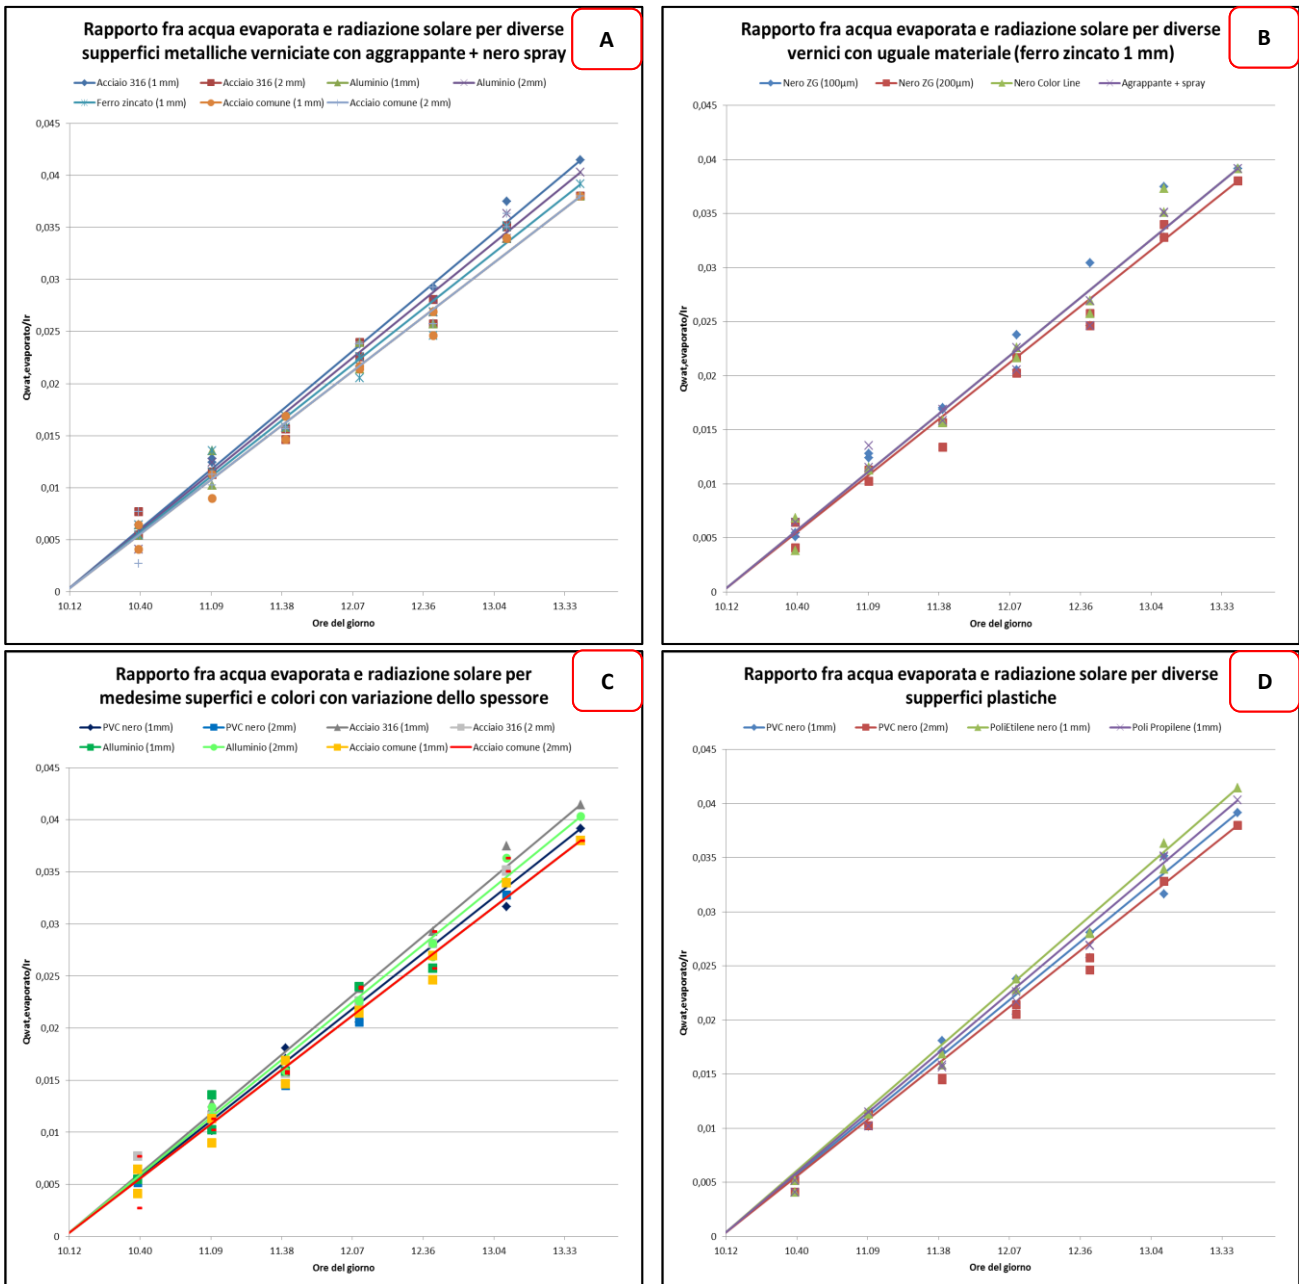 Rapporto fra acqua evaporata e radiazione solare per diverse
supperfici metalliche verniciate con aggrappante + nero spray
A
Acciaio 316 (1 mm)
Acciaio 316 (2 mm)
Aluminio (1mm)
Aluminio (2mm)
Ferro zincato (1 mm)
Acciaio comune (1 mm)
Acciaio comune (2 mm)
0,045
0,04
0,035
0,03
0,025
0,02
0,015
0,01
0,005
0
Qwat,evaporato/Ir
10.12 10.40 11.09 11.38 12.07 12.36 13.04 13.33
Ore del giorno
Rapporto fra acqua evaporata e radiazione solare per diverse
vernici con uguale materiale (ferro zincato 1 mm)
B
Nero ZG (100µm)
Nero ZG (200µm)
Nero Color Line
Agrappante + spray
0,045
0,04
0,035
0,03
0,025
0,02
0,015
0,01
0,005
0
Qwat,evaporato/Ir
10.12 10.40 11.09 11.38 12.07 12.36 13.04 13.33
Ore del giorno
Rapporto fra acqua evaporata e radiazione solare per
medesime superfici e colori con variazione dello spessore
C
PVC nero (1mm)
PVC nero (2mm)
Acciaio 316 (1mm)
Acciaio 316 (2 mm)
Alluminio (1mm)
Alluminio (2mm)
Acciaio comune (1mm)
Acciaio comune (2mm)
0,045
0,04
0,035
0,03
0,025
0,02
0,015
0,01
0,005
0
Qwat,evaporato/Ir
10.12 10.40 11.09 11.38 12.07 12.36 13.04 13.33
Ore del giorno
Rapporto fra acqua evaporata e radiazione solare per diverse
supperfici plastiche
D
PVC nero (1mm)
PVC nero (2mm)
PoliEtilene nero (1 mm)
Poli Propilene (1mm)
0,045
0,04
0,035
0,03
0,025
0,02
0,015
0,01
0,005
0
Qwat,evaporato/Ir
10.12 10.40 11.09 11.38 12.07 12.36 13.04 13.33
Ore del giorno